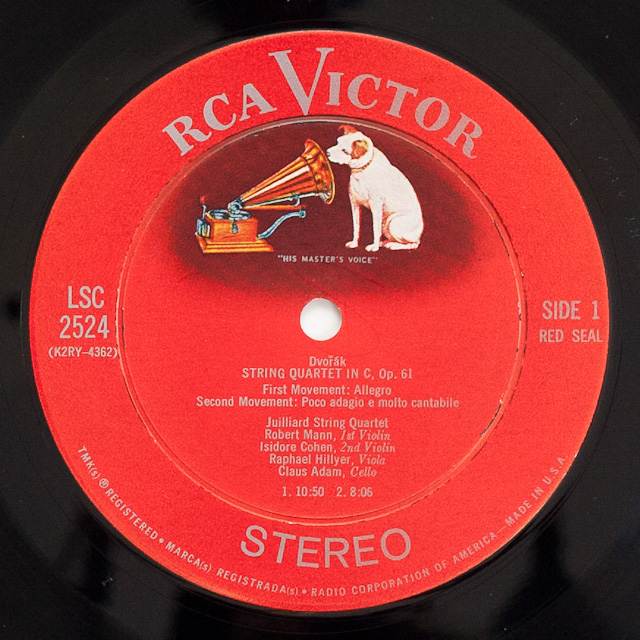 RCA VICTOR
"HIS MASTER'S VOICE"
LSC
2524
(K2RY-4362)
SIDE 1
RED SEAL
Dvořák
STRING QUARTET IN C, Op. 61
First Movement: Allegro
Second Movement: Poco adagio e molto cantabile
Juilliard String Quartet
Robert Mann, 1st Violin
Isidore Cohen, 2nd Violin
Raphael Hillyer, Viola
Claus Adam, Cello
1. 10:50 2. 8:06
STEREO
TMK(s) ® REGISTERED • MARCA(s) REGISTRADA(s) • RADIO CORPORATION OF AMERICA—MADE IN U.S.A.